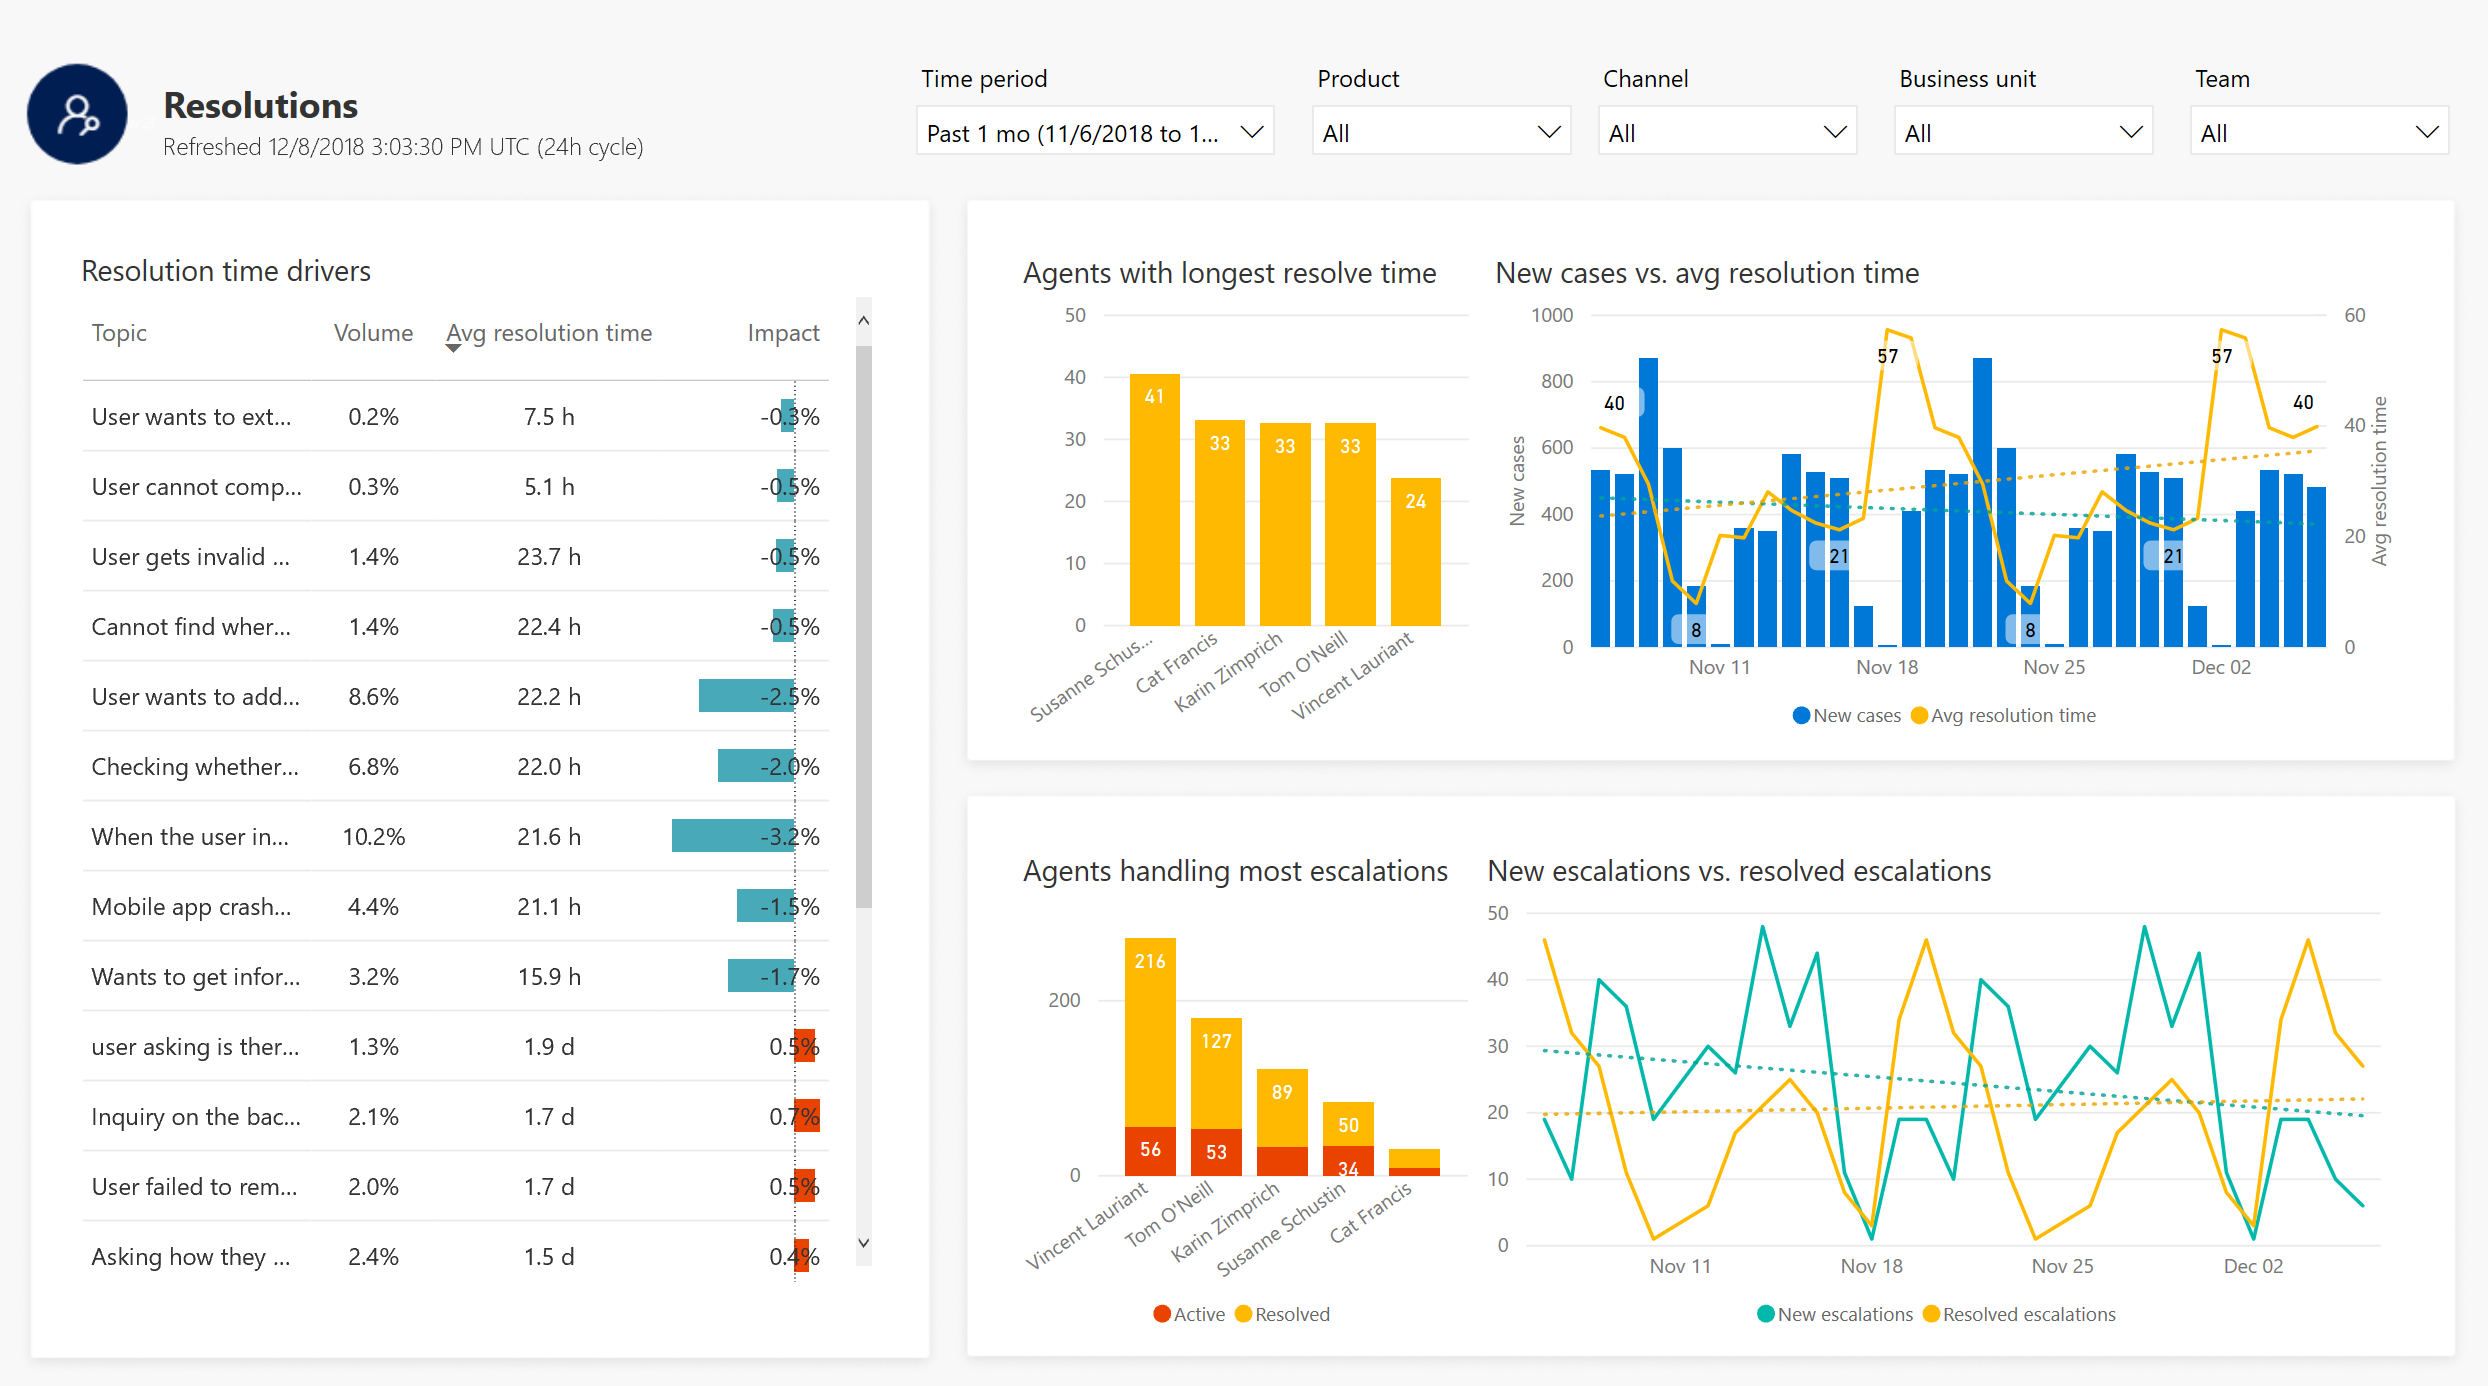 Resolutions
Refreshed 12/8/2018 3:03:30 PM UTC (24h cycle)
Time period
Past 1 mo (11/6/2018 to 1...
Product
All
Channel
All
Business unit
All
Team
All
Resolution time drivers
Topic Volume Avg resolution time Impact
User wants to ext... 0.2% 7.5 h -0.3%
User cannot comp... 0.3% 5.1 h -0.5%
User gets invalid ... 1.4% 23.7 h -0.5%
Cannot find wher... 1.4% 22.4 h -0.5%
User wants to add... 8.6% 22.2 h -2.5%
Checking whether... 6.8% 22.0 h -2.0%
When the user in... 10.2% 21.6 h -3.2%
Mobile app crash... 4.4% 21.1 h -1.5%
Wants to get infor... 3.2% 15.9 h -1.7%
user asking is ther... 1.3% 1.9 d 0.5%
Inquiry on the bac... 2.1% 1.7 d 0.7%
User failed to rem... 2.0% 1.7 d 0.5%
Asking how they ... 2.4% 1.5 d 0.4%
Agents with longest resolve time
50
40
30
20
10
0
41
33
33
33
24
Susanne Schus...
Cat Francis
Karin Zimprich
Tom O'Neill
Vincent Lauriant
New cases vs. avg resolution time
1000
800
600
400
200
0
New cases
60
40
20
0
Avg resolution time
40
8
21
57
8
21
57
40
Nov 11
Nov 18
Nov 25
Dec 02
New cases Avg resolution time
Agents handling most escalations
200
0
216
56
127
53
89
50
34
Vincent Lauriant
Tom O'Neill
Karin Zimprich
Susanne Schustin
Cat Francis
Active Resolved
New escalations vs. resolved escalations
50
40
30
20
10
0
Nov 11
Nov 18
Nov 25
Dec 02
New escalations Resolved escalations